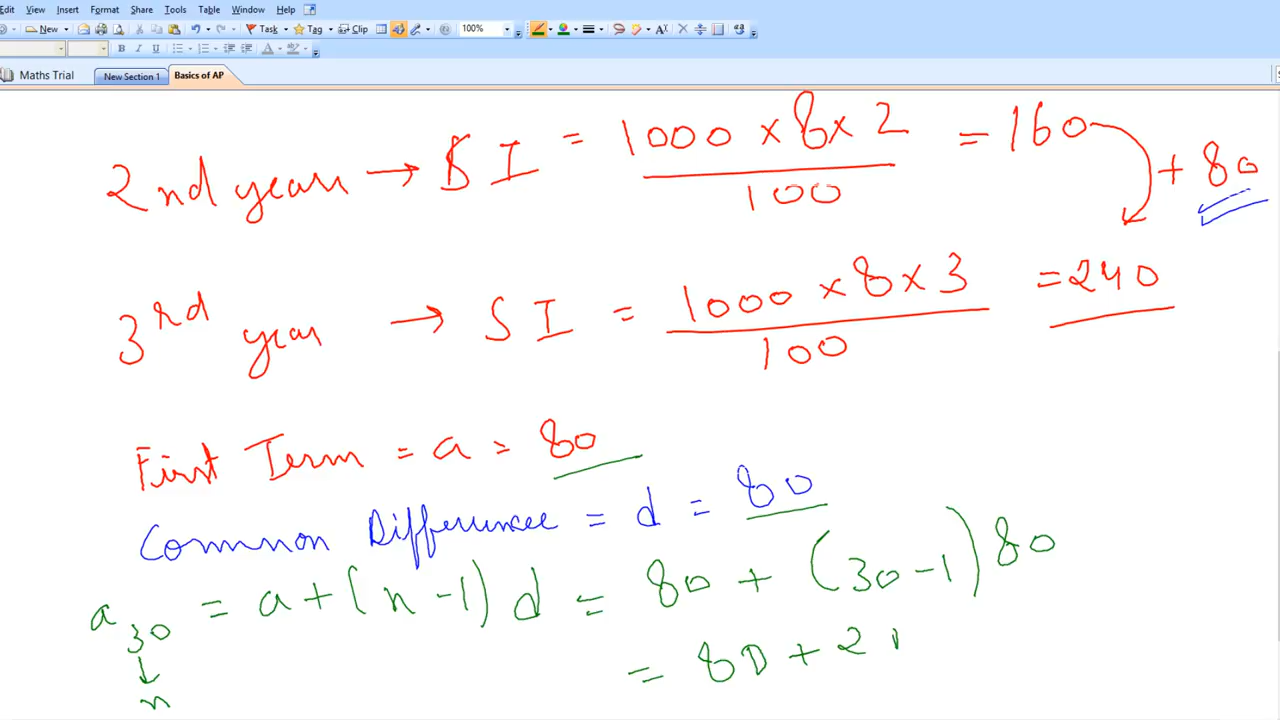 Edit View Insert Format Share Tools Table Window Help
New Task Tag Clip 100%
B I U A
Maths Trial New Section 1 Basics of AP
2nd year → S I = 1000 × 8 × 2 / 100 = 160 + 80
3rd year → S I = 1000 × 8 × 3 / 100 = 240
First Term = a = 80
Common Difference = d = 80
a30 = a + (n - 1) d = 80 + (30 - 1) 80
↓
n
= 80 + 2